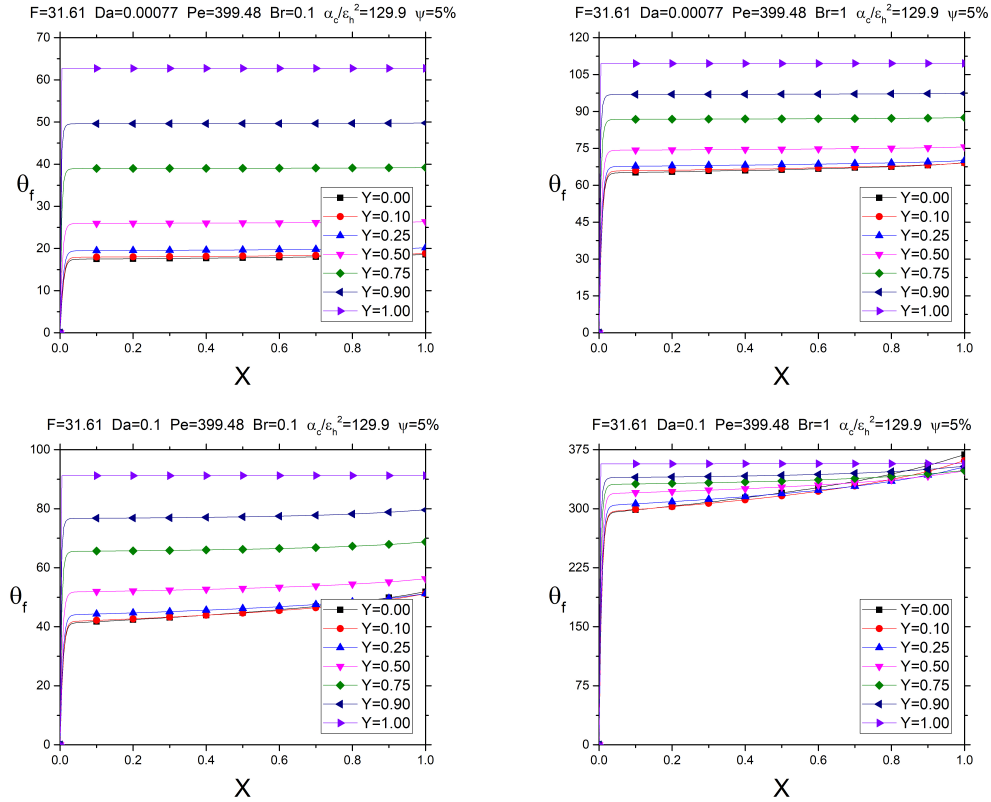 F=31.61 Da=0.00077 Pe=399.48 Br=0.1 α_c/ε_h^2=129.9 ψ=5%
70
60
50
40
30
20
10
0
θ_f
Y=0.00
Y=0.10
Y=0.25
Y=0.50
Y=0.75
Y=0.90
Y=1.00
0.0 0.2 0.4 0.6 0.8 1.0
X
F=31.61 Da=0.00077 Pe=399.48 Br=1 α_c/ε_h^2=129.9 ψ=5%
120
105
90
75
60
45
30
15
0
θ_f
Y=0.00
Y=0.10
Y=0.25
Y=0.50
Y=0.75
Y=0.90
Y=1.00
0.0 0.2 0.4 0.6 0.8 1.0
X
F=31.61 Da=0.1 Pe=399.48 Br=0.1 α_c/ε_h^2=129.9 ψ=5%
100
80
60
40
20
0
θ_f
Y=0.00
Y=0.10
Y=0.25
Y=0.50
Y=0.75
Y=0.90
Y=1.00
0.0 0.2 0.4 0.6 0.8 1.0
X
F=31.61 Da=0.1 Pe=399.48 Br=1 α_c/ε_h^2=129.9 ψ=5%
375
300
225
150
75
0
θ_f
Y=0.00
Y=0.10
Y=0.25
Y=0.50
Y=0.75
Y=0.90
Y=1.00
0.0 0.2 0.4 0.6 0.8 1.0
X